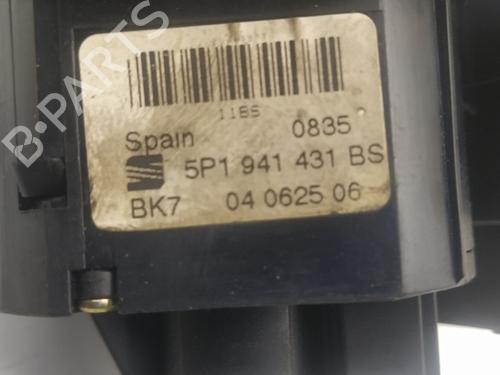 B-PARTS
11BS
Spain 0835
5P1 941 431 BS
BK7 04 0625 06